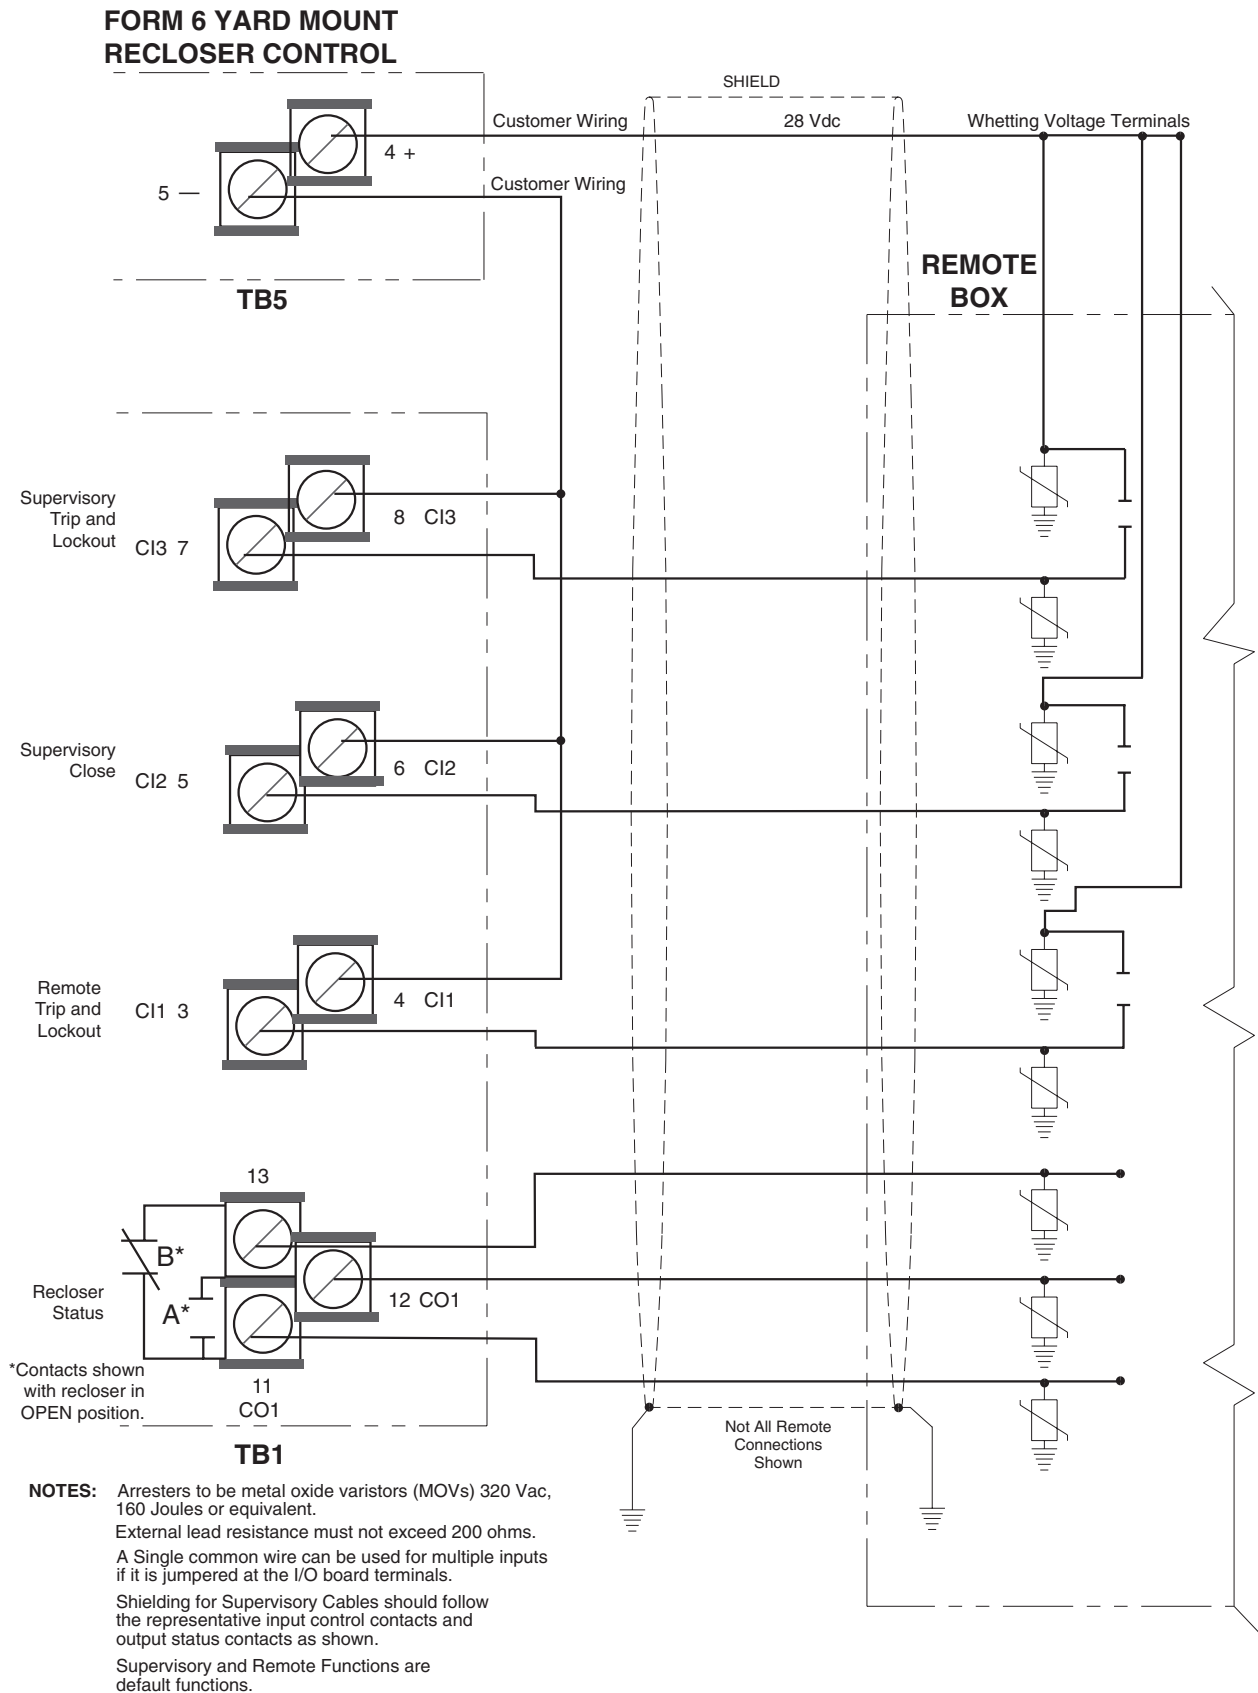 FORM 6 YARD MOUNT
RECLOSER CONTROL
SHIELD
Customer Wiring
28 Vdc
Whetting Voltage Terminals
4 +
5 —
Customer Wiring
TB5
REMOTE
BOX
Supervisory
Trip and
Lockout
8 CI3
CI3 7
Supervisory
Close
6 CI2
CI2 5
Remote
Trip and
Lockout
4 CI1
CI1 3
13
B*
A*
Recloser
Status
12 CO1
*Contacts shown
with recloser in
OPEN position.
11
CO1
TB1
Not All Remote
Connections
Shown
NOTES: Arresters to be metal oxide varistors (MOVs) 320 Vac,
160 Joules or equivalent.
External lead resistance must not exceed 200 ohms.
A Single common wire can be used for multiple inputs
if it is jumpered at the I/O board terminals.
Shielding for Supervisory Cables should follow
the representative input control contacts and
output status contacts as shown.
Supervisory and Remote Functions are
default functions.